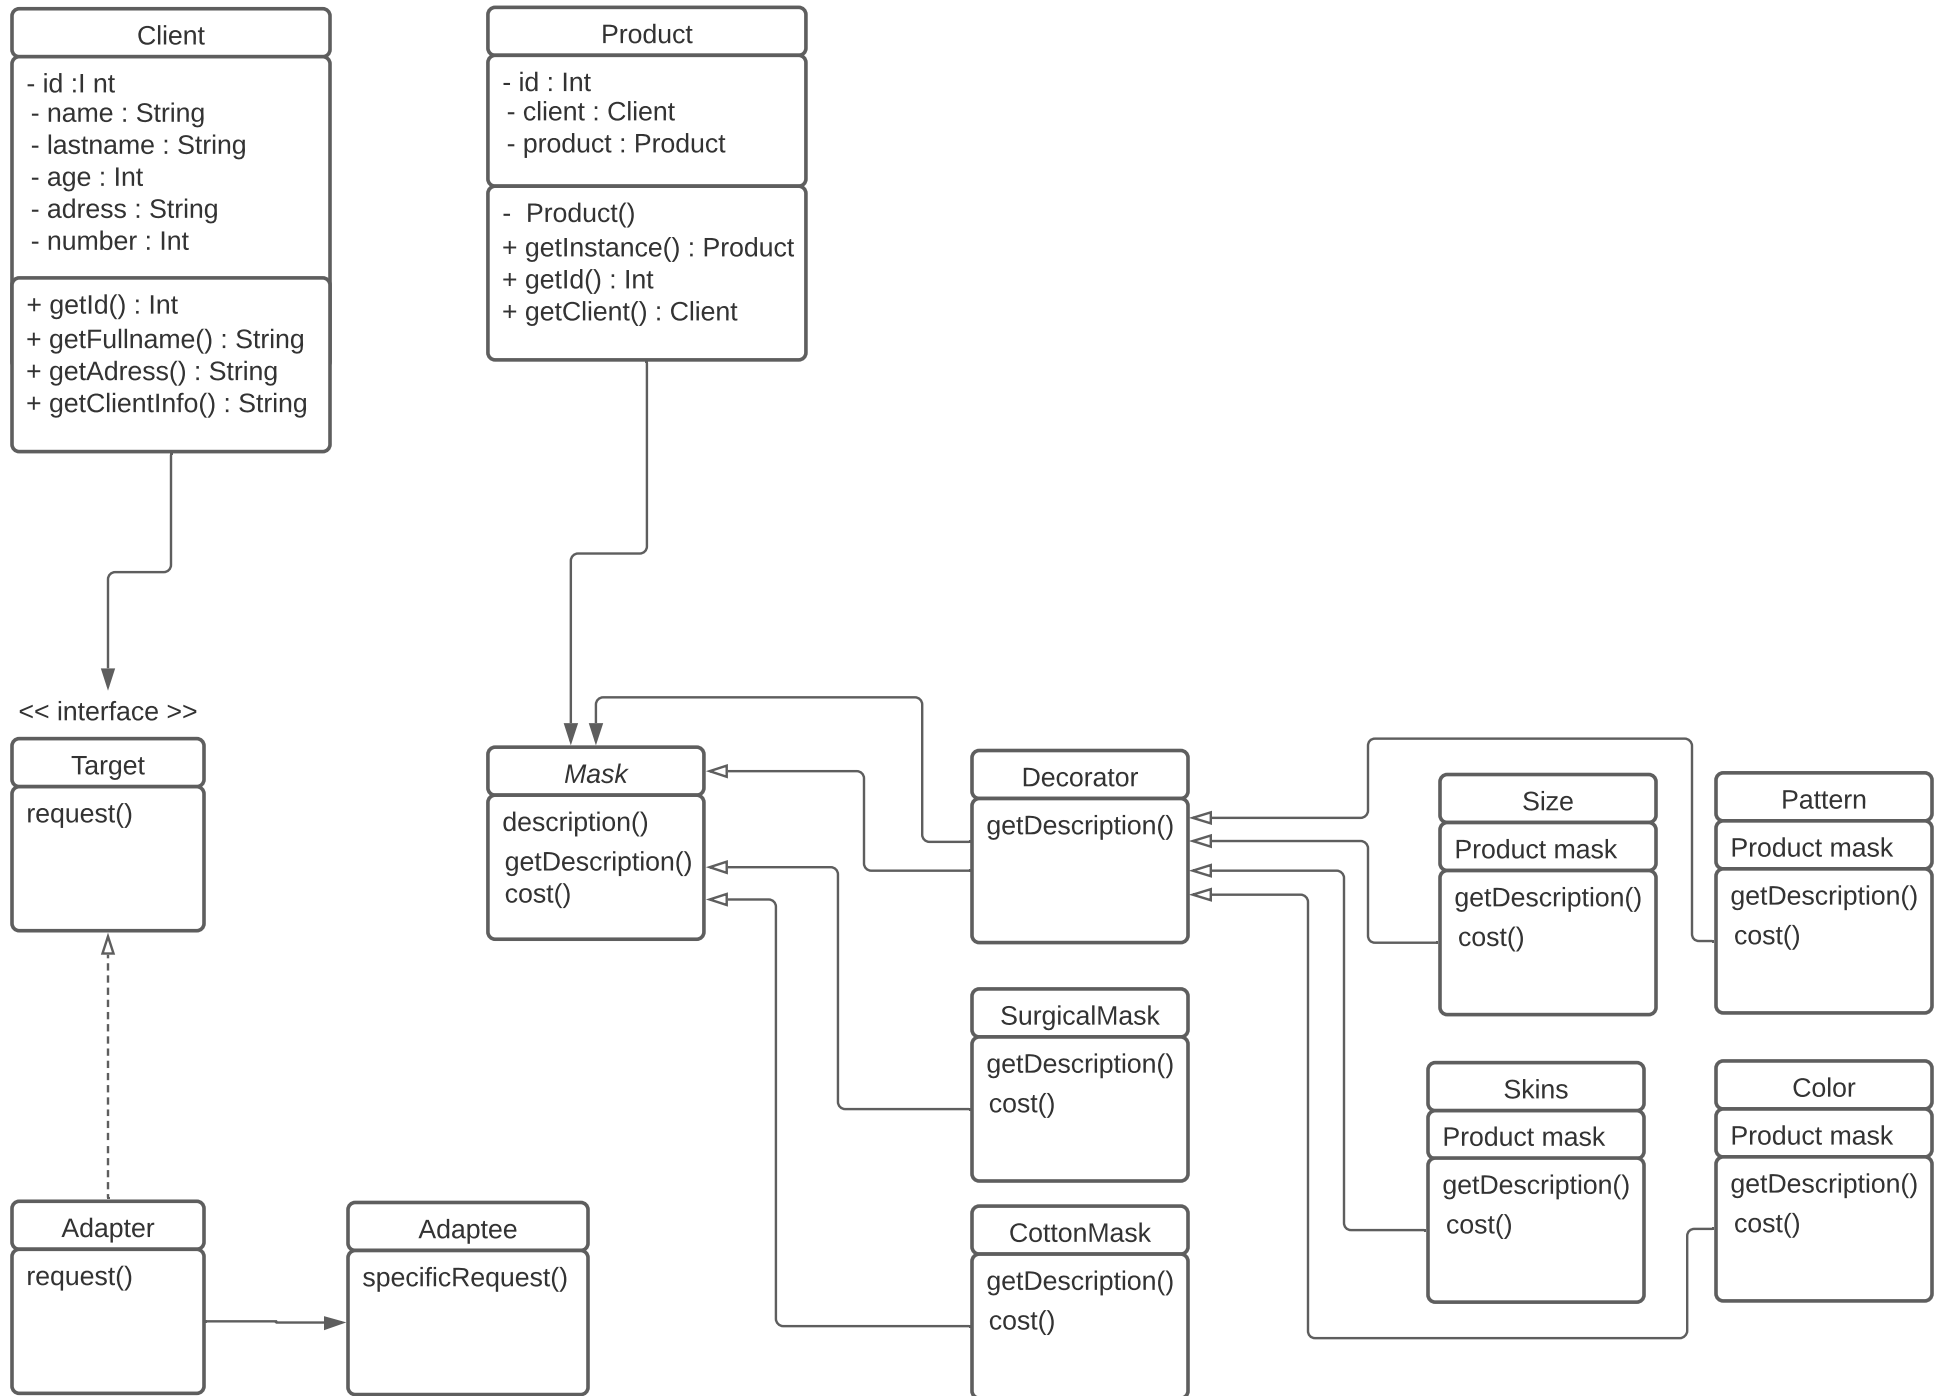 Client
- id :I nt
- name : String
- lastname : String
- age : Int
- adress : String
- number : Int
+ getId() : Int
+ getFullname() : String
+ getAdress() : String
+ getClientInfo() : String
Product
- id : Int
- client : Client
- product : Product
- Product()
+ getInstance() : Product
+ getId() : Int
+ getClient() : Client
<< interface >>
Target
request()
Mask
description()
getDescription()
cost()
Decorator
getDescription()
Size
Product mask
getDescription()
cost()
Pattern
Product mask
getDescription()
cost()
SurgicalMask
getDescription()
cost()
Skins
Product mask
getDescription()
cost()
Color
Product mask
getDescription()
cost()
Adapter
request()
Adaptee
specificRequest()
CottonMask
getDescription()
cost()